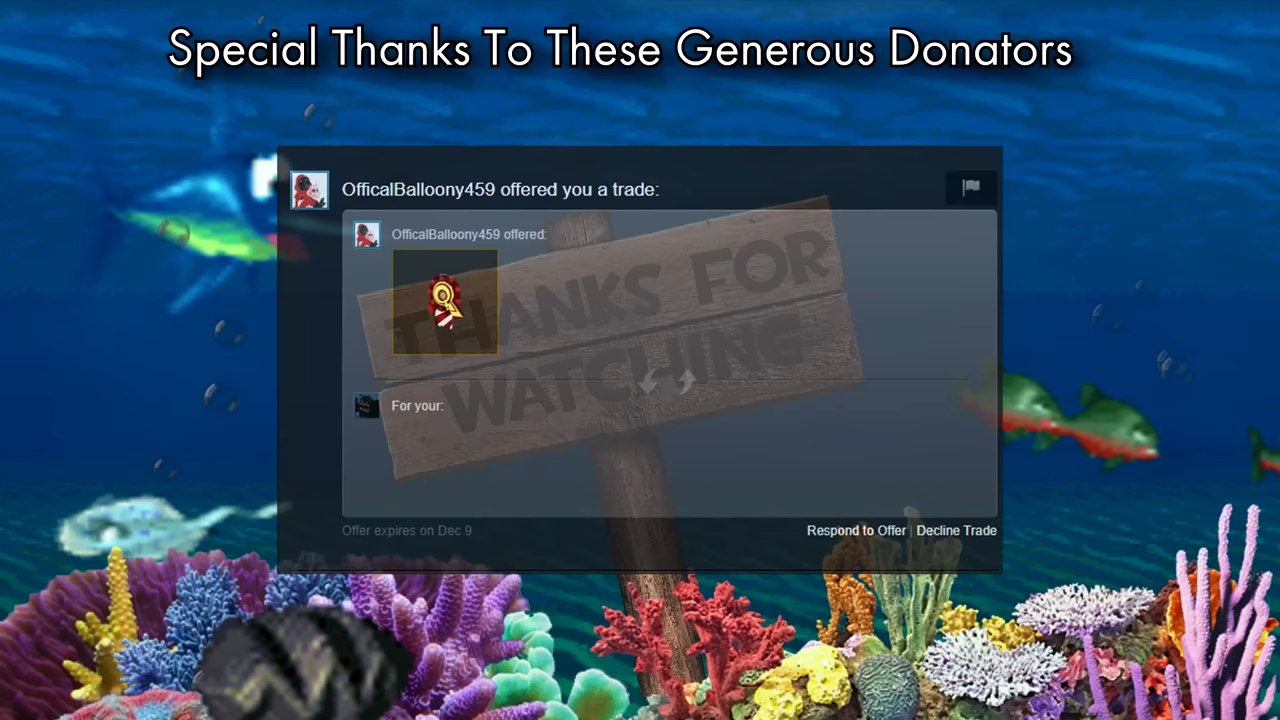 Special Thanks To These Generous Donators
OfficalBalloony459 offered you a trade:
OfficalBalloony459 offered:
THANKS FOR
WATCHING
For your:
Offer expires on Dec 9
Respond to Offer | Decline Trade